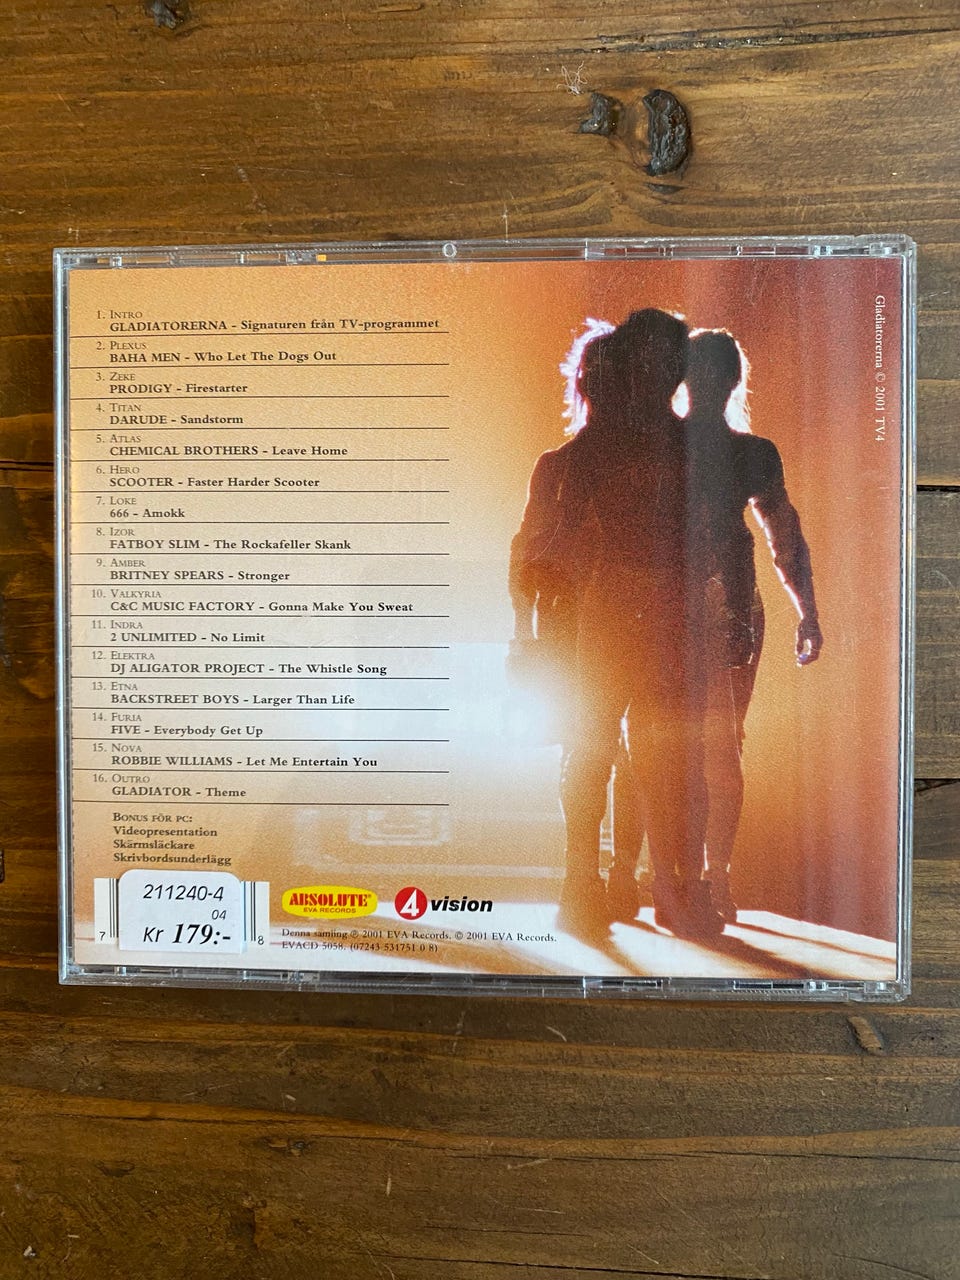 1. Intro
GLADIATORERNA - Signaturen från TV-programmet
2. Plexus
BAHA MEN - Who Let The Dogs Out
3. Zeke
PRODIGY - Firestarter
4. Titan
DARUDE - Sandstorm
5. Atlas
CHEMICAL BROTHERS - Leave Home
6. Hero
SCOOTER - Faster Harder Scooter
7. Loke
666 - Amokk
8. Izor
FATBOY SLIM - The Rockafeller Skank
9. Amber
BRITNEY SPEARS - Stronger
10. Valkyria
C&C MUSIC FACTORY - Gonna Make You Sweat
11. Indra
2 UNLIMITED - No Limit
12. Elektra
DJ ALIGATOR PROJECT - The Whistle Song
13. Etna
BACKSTREET BOYS - Larger Than Life
14. Furia
FIVE - Everybody Get Up
15. Nova
ROBBIE WILLIAMS - Let Me Entertain You
16. Outro
GLADIATOR - Theme
Bonus för pc:
Videopresentation
Skärmsläckare
Skrivbordsunderlägg
211240-4
04
Kr 179:-
7 8
ABSOLUTE®
EVA RECORDS
4 vision
Denna samling ℗ 2001 EVA Records. © 2001 EVA Records.
EVACD 5058. (07243 531751 0 8)
Gladiatorerna © 2001 TV4